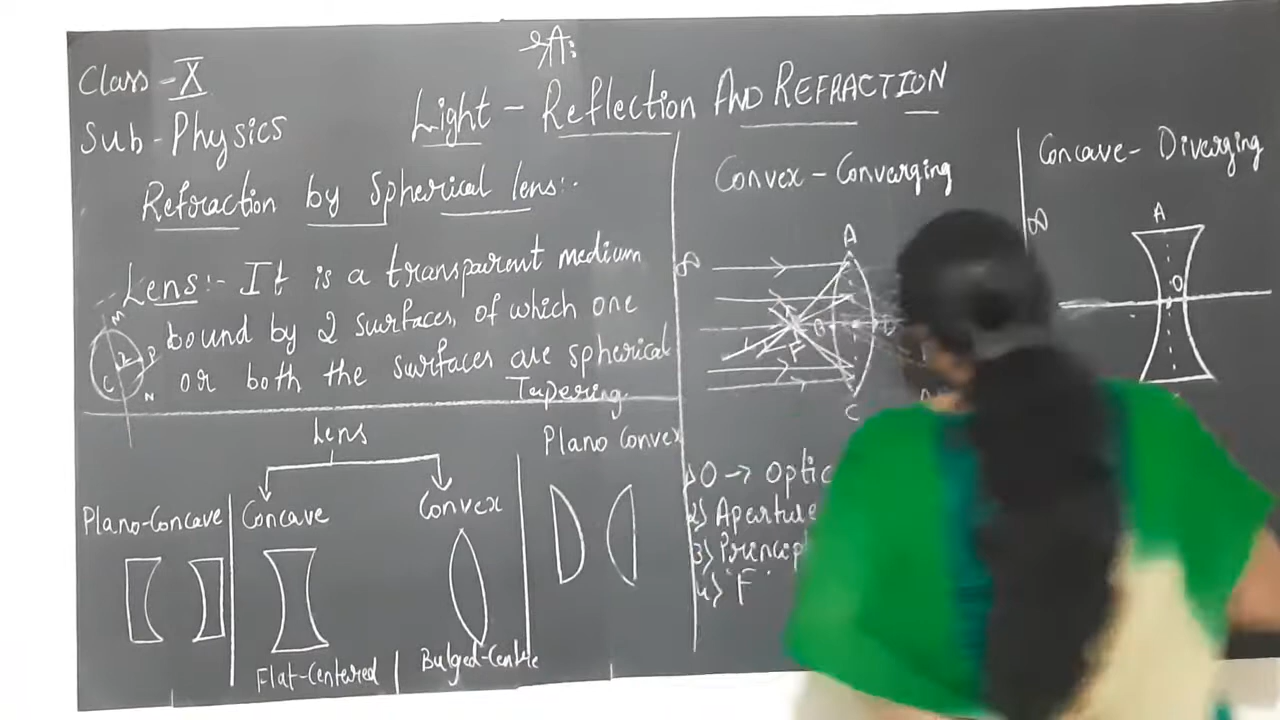 Class - X
Sub - Physics
Light - Reflection AND REFRACTION
Refraction by Spherical lens:-
Lens:- It is a transparent medium
bound by 2 surfaces, of which one
or both the surfaces are spherical
Tapering
M
P
C
N
Lens
Plano-Concave
Concave
Convex
Plano Convex
Flat-Centered
Bulged-Centre
Convex - Converging
∞
A
F
C
1) O → Optic
2) Aperture
3) Princip
4) "F"
Concave - Diverging
∞
A
O